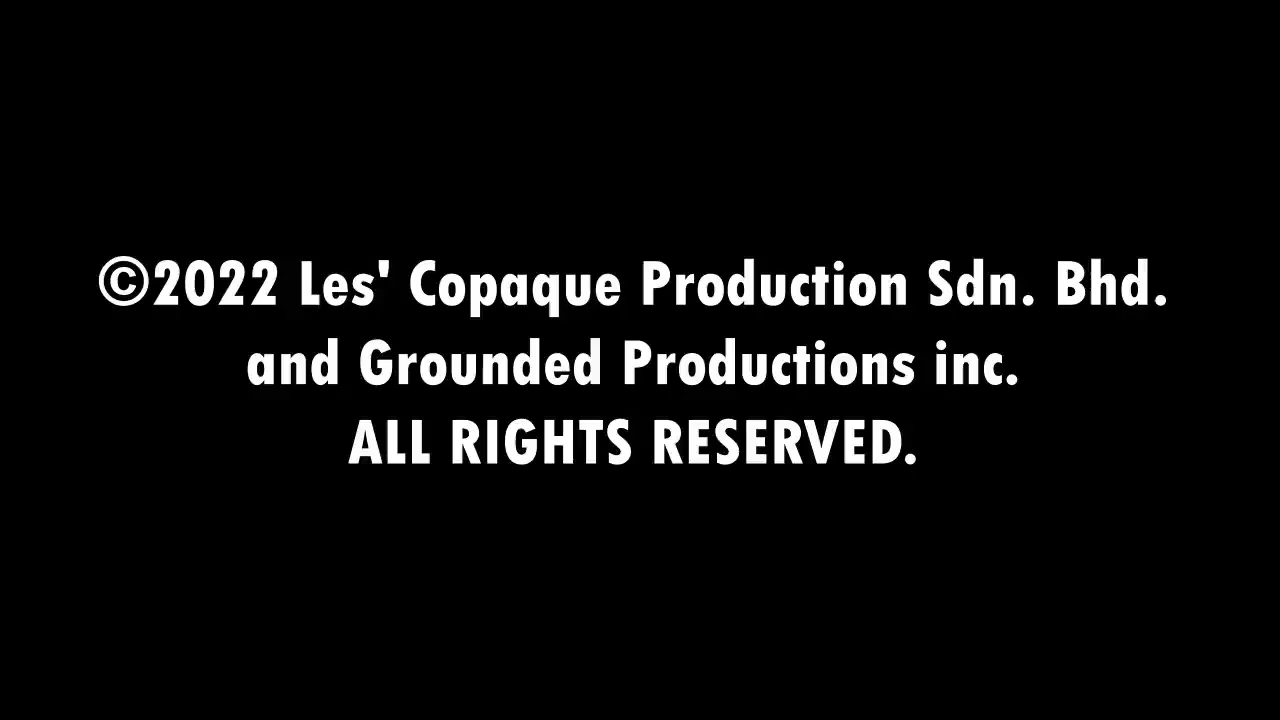 ©2022 Les' Copaque Production Sdn. Bhd.
and Grounded Productions inc.
ALL RIGHTS RESERVED.